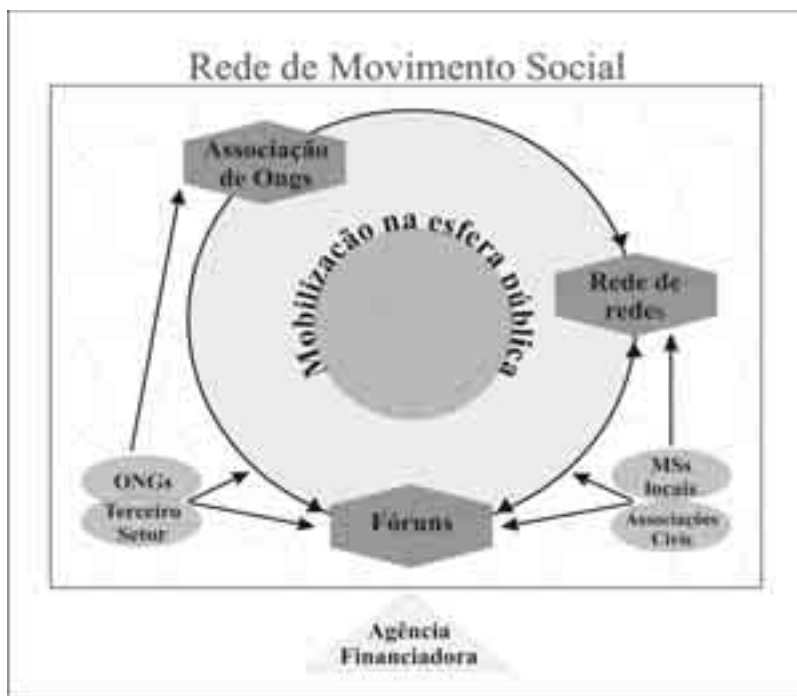 Rede de Movimento Social
Associação
de Ongs
Mobilização na esfera pública
Rede de
redes
ONGs
Terceiro
Setor
MSs
locais
Associações
Civis
Fóruns
Agência
Financiadora